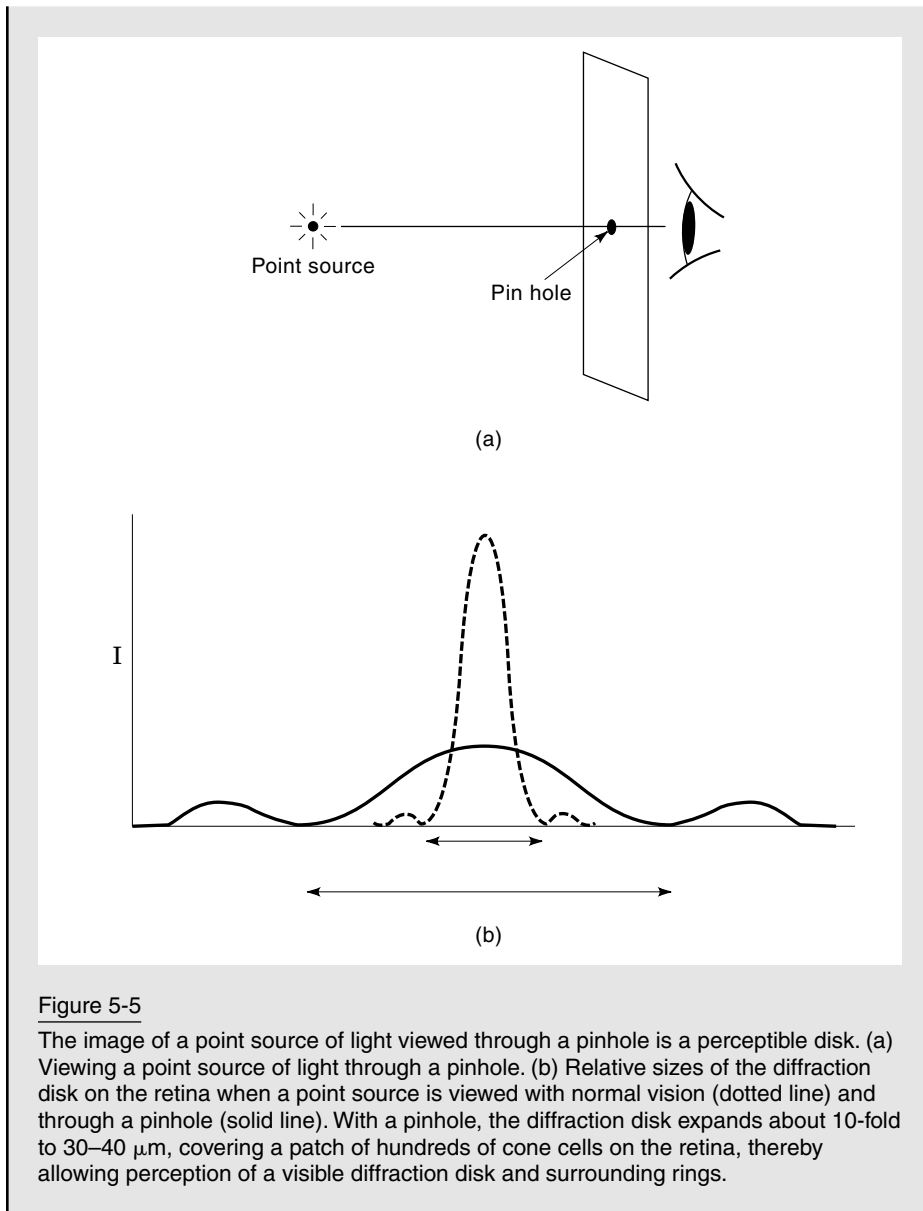 Point source
Pin hole
(a)
I
(b)
Figure 5-5
The image of a point source of light viewed through a pinhole is a perceptible disk. (a)
Viewing a point source of light through a pinhole. (b) Relative sizes of the diffraction
disk on the retina when a point source is viewed with normal vision (dotted line) and
through a pinhole (solid line). With a pinhole, the diffraction disk expands about 10-fold
to 30–40 μm, covering a patch of hundreds of cone cells on the retina, thereby
allowing perception of a visible diffraction disk and surrounding rings.